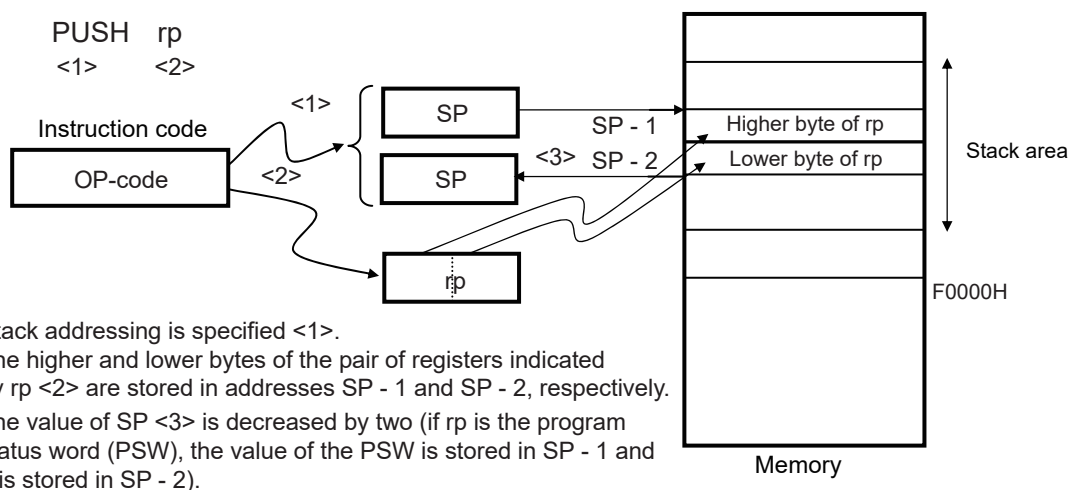 PUSH rp
<1> <2>
Instruction code
OP-code
<1>
<2>
SP
SP
rp
SP - 1
<3> SP - 2
Higher byte of rp
Lower byte of rp
Stack area
F0000H
Memory
tack addressing is specified <1>.
he higher and lower bytes of the pair of registers indicated
y rp <2> are stored in addresses SP - 1 and SP - 2, respectively.
he value of SP <3> is decreased by two (if rp is the program
atus word (PSW), the value of the PSW is stored in SP - 1 and
is stored in SP - 2).